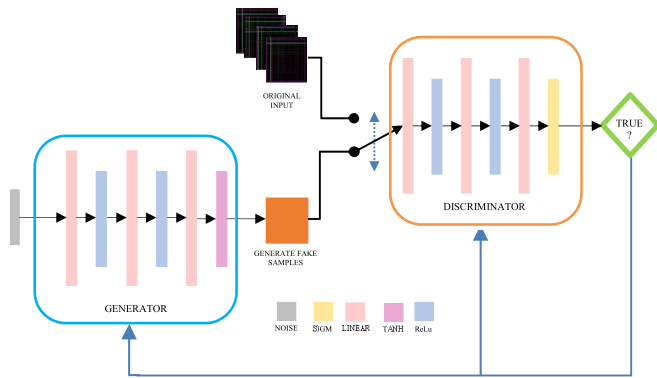 ORIGINAL
INPUT
TRUE
?
DISCRIMINATOR
GENERATE FAKE
SAMPLES
GENERATOR
NOISE
SIGM
LINEAR
TANH
ReLu